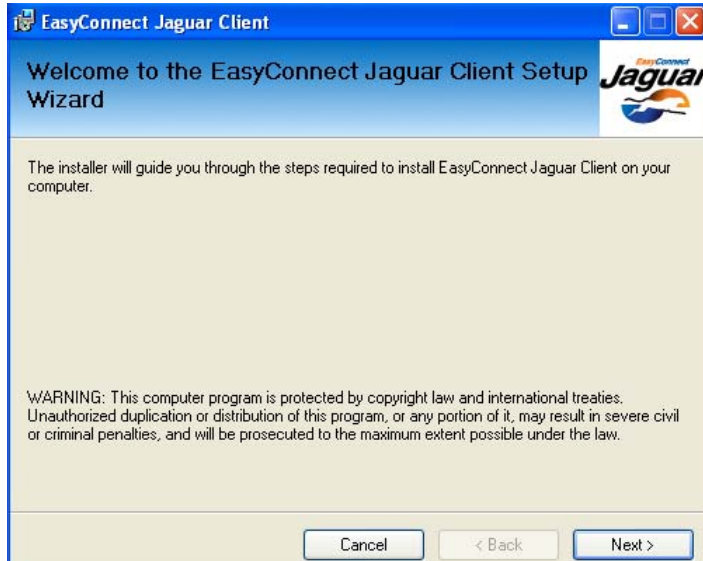 EasyConnect Jaguar Client
Welcome to the EasyConnect Jaguar Client Setup
Wizard
EasyConnect
Jaguar
The installer will guide you through the steps required to install EasyConnect Jaguar Client on your
computer.
WARNING: This computer program is protected by copyright law and international treaties.
Unauthorized duplication or distribution of this program, or any portion of it, may result in severe civil
or criminal penalties, and will be prosecuted to the maximum extent possible under the law.
Cancel
< Back
Next >